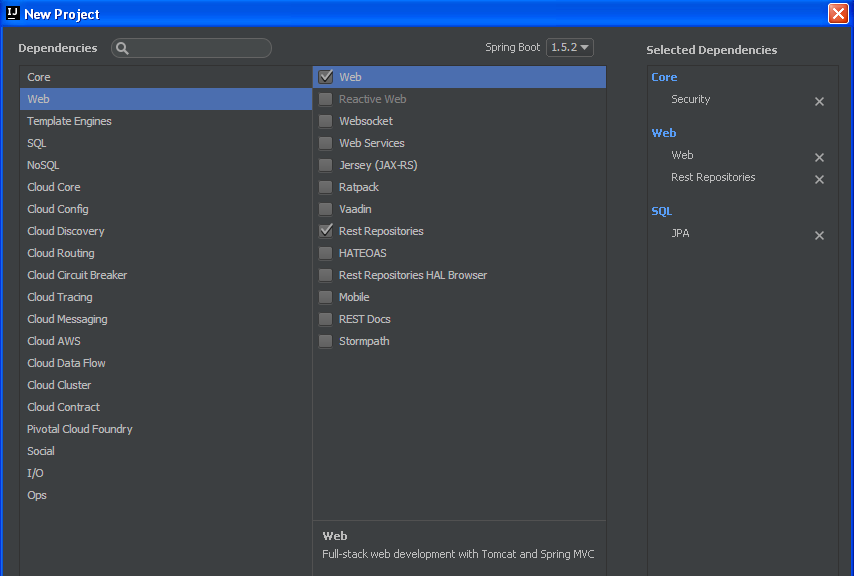 IJ New Project
Dependencies
Spring Boot 1.5.2
Selected Dependencies
Core
Web
Template Engines
SQL
NoSQL
Cloud Core
Cloud Config
Cloud Discovery
Cloud Routing
Cloud Circuit Breaker
Cloud Tracing
Cloud Messaging
Cloud AWS
Cloud Data Flow
Cloud Cluster
Cloud Contract
Pivotal Cloud Foundry
Social
I/O
Ops
Web
Reactive Web
Websocket
Web Services
Jersey (JAX-RS)
Ratpack
Vaadin
Rest Repositories
HATEOAS
Rest Repositories HAL Browser
Mobile
REST Docs
Stormpath
Web
Full-stack web development with Tomcat and Spring MVC
Core
Security
Web
Web
Rest Repositories
SQL
JPA